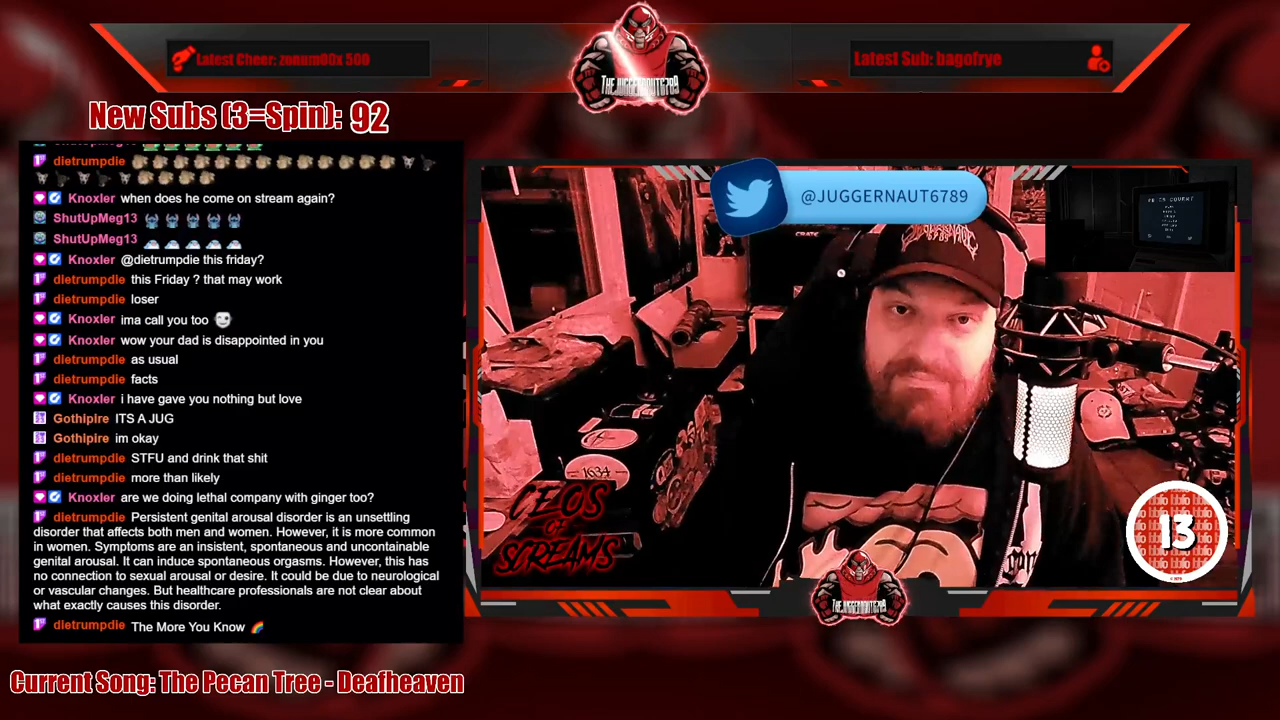 Latest Cheer: zonum00x 500
THEJUGGERNAUT6789
Latest Sub: bagofrye
New Subs (3=Spin): 92
ShutUpMeg13
dietrumpdie
Knoxler when does he come on stream again?
ShutUpMeg13
ShutUpMeg13
Knoxler @dietrumpdie this friday?
dietrumpdie this Friday ? that may work
dietrumpdie loser
Knoxler ima call you too
Knoxler wow your dad is disappointed in you
dietrumpdie as usual
dietrumpdie facts
Knoxler i have gave you nothing but love
Gothipire ITS A JUG
Gothipire im okay
dietrumpdie STFU and drink that shit
dietrumpdie more than likely
Knoxler are we doing lethal company with ginger too?
dietrumpdie Persistent genital arousal disorder is an unsettling
disorder that affects both men and women. However, it is more common
in women. Symptoms are an insistent, spontaneous and uncontainable
genital arousal. It can induce spontaneous orgasms. However, this has
no connection to sexual arousal or desire. It could be due to neurological
or vascular changes. But healthcare professionals are not clear about
what exactly causes this disorder.
dietrumpdie The More You Know 🌈
@JUGGERNAUT6789
1634
CEOS
OF
SCREAMS
13
THEJUGGERNAUT6789
Current Song: The Pecan Tree - Deafheaven